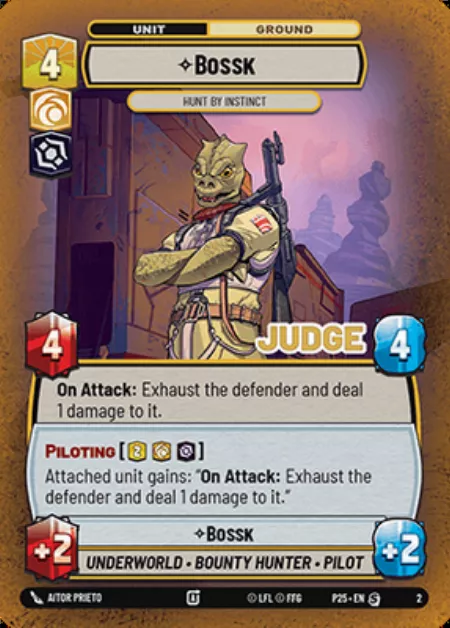 UNIT GROUND
4
✧BOSSK
HUNT BY INSTINCT
JUDGE
4 4
On Attack: Exhaust the defender and deal
1 damage to it.
PILOTING [2]
Attached unit gains: “On Attack: Exhaust the
defender and deal 1 damage to it.”
✧BOSSK
+2 +2
UNDERWORLD • BOUNTY HUNTER • PILOT
AITOR PRIETO © LFL © FFG P25 • EN 2